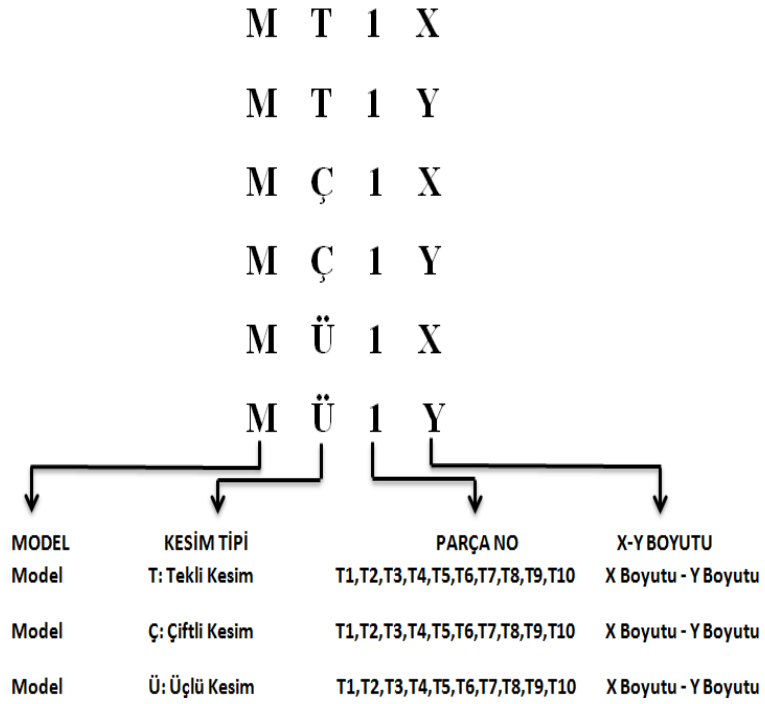 M T 1 X
M T 1 Y
M Ç 1 X
M Ç 1 Y
M Ü 1 X
M Ü 1 Y
MODEL KESİM TİPİ PARÇA NO X-Y BOYUTU
Model T: Tekli Kesim T1,T2,T3,T4,T5,T6,T7,T8,T9,T10 X Boyutu - Y Boyutu
Model Ç: Çiftli Kesim T1,T2,T3,T4,T5,T6,T7,T8,T9,T10 X Boyutu - Y Boyutu
Model Ü: Üçlü Kesim T1,T2,T3,T4,T5,T6,T7,T8,T9,T10 X Boyutu - Y Boyutu